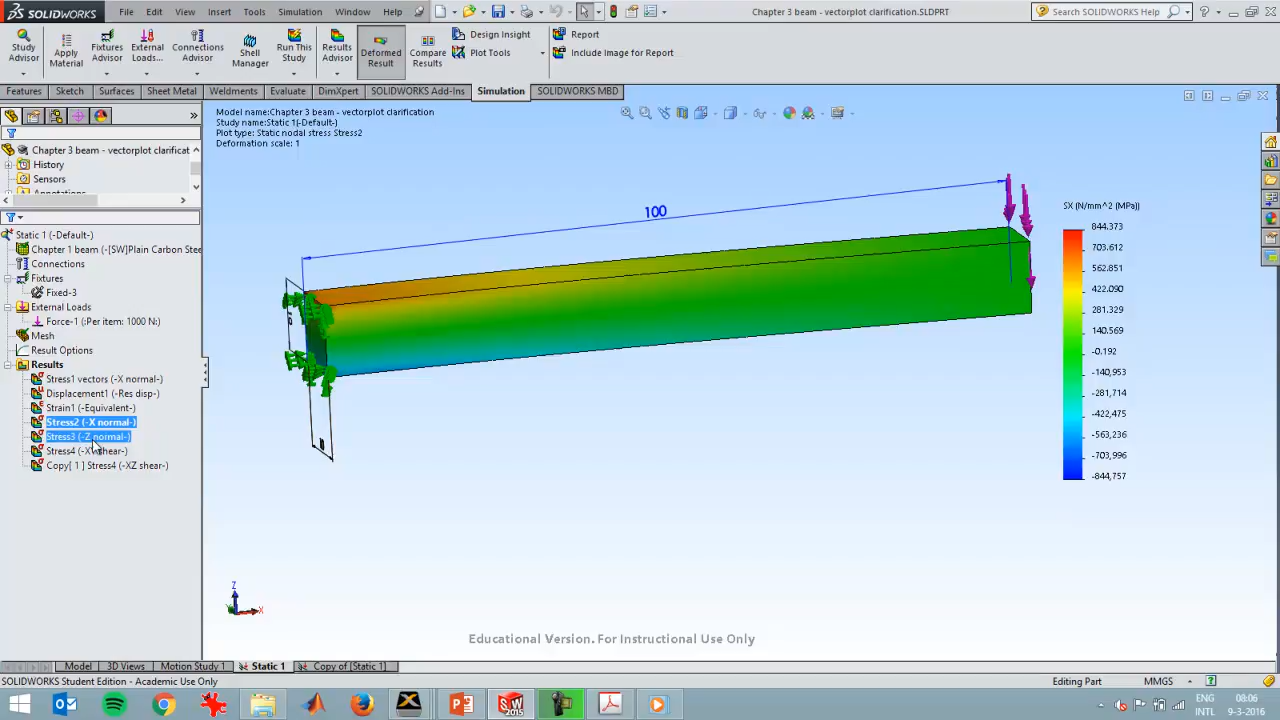 SOLIDWORKS File Edit View Insert Tools Simulation Window Help Chapter 3 beam - vectorplot clarification.SLDPRT Search SOLIDWORKS Help
Study Advisor
Apply Material
Fixtures Advisor
External Loads...
Connections Advisor
Shell Manager
Run This Study
Results Advisor
Deformed Result
Compare Results
Design Insight
Plot Tools
Report
Include Image for Report
Features Sketch Surfaces Sheet Metal Weldments Evaluate DimXpert SOLIDWORKS Add-Ins Simulation SOLIDWORKS MBD
Chapter 3 beam - vectorplot clarificat
History
Sensors
Annotations
Static 1 (-Default-)
Chapter 1 beam (-[SW]Plain Carbon Stee
Connections
Fixtures
Fixed-3
External Loads
Force-1 (:Per item: 1000 N:)
Mesh
Result Options
Results
Stress1 vectors (-X normal-)
Displacement1 (-Res disp-)
Strain1 (-Equivalent-)
Stress2 (-X normal-)
Stress3 (-Z normal-)
Stress4 (-X shear-)
Copy[ 1 ] Stress4 (-XZ shear-)
Model name:Chapter 3 beam - vectorplot clarification
Study name:Static 1(-Default-)
Plot type: Static nodal stress Stress2
Deformation scale: 1
100
SX (N/mm^2 (MPa))
844,373
703.612
562.851
422.090
281.329
140.569
-0.192
-140,953
-281,714
-422,475
-563,236
-703,996
-844,757
Z
X
Educational Version. For Instructional Use Only
Model 3D Views Motion Study 1 Static 1 Copy of [Static 1]
SOLIDWORKS Student Edition - Academic Use Only Editing Part MMGS
ENG 08:06
INTL 9-3-2016